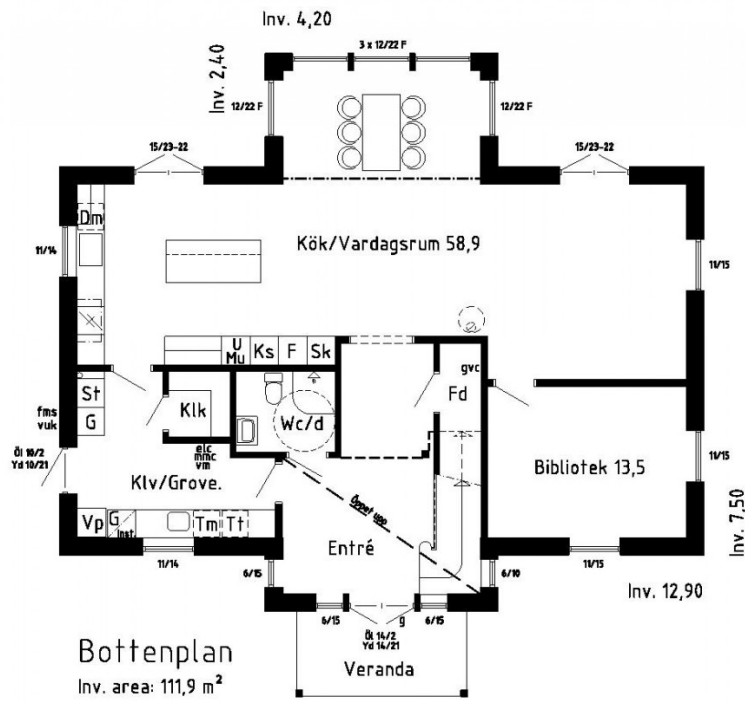 Inv. 4,20
Inv. 2,40
3 x 12/22 F
12/22 F
12/22 F
15/23-22
15/23-22
Dm
11/14
Kök/Vardagsrum 58,9
11/15
U
Mu
Ks
F
Sk
gvc
St
G
Klk
Wc/d
Fd
fms
vuk
Öl 10/2
Yd 10/21
elc
mmc
vm
Klv/Grove.
Bibliotek 13,5
11/15
Öppet upp
Vp
G
Inst.
Tm
Tt
Entré
Inv. 7,50
11/14
6/15
6/10
11/15
Inv. 12,90
6/15
g
6/15
Öl 14/2
Yd 14/21
Veranda
Bottenplan
Inv. area: 111,9 m²